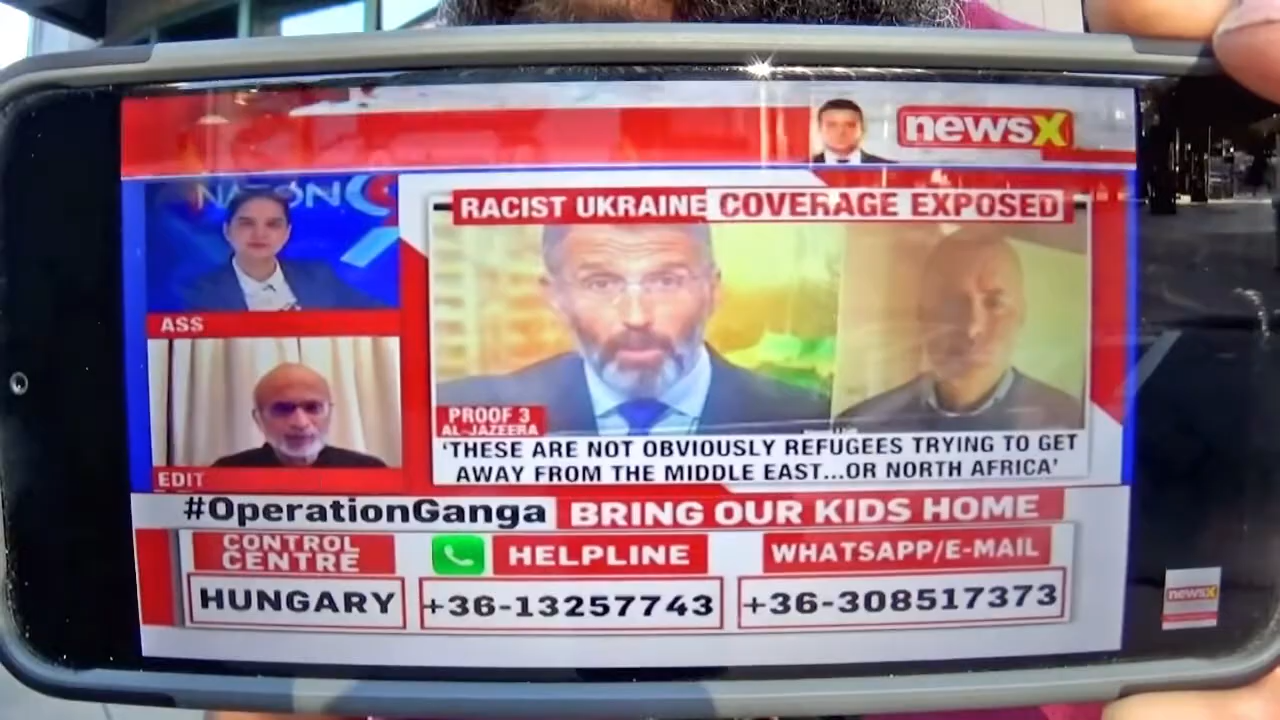 newsX
NATION
RACIST UKRAINE COVERAGE EXPOSED
ASS
EDIT
PROOF 3
AL-JAZEERA
'THESE ARE NOT OBVIOUSLY REFUGEES TRYING TO GET
AWAY FROM THE MIDDLE EAST...OR NORTH AFRICA'
#OperationGanga BRING OUR KIDS HOME
CONTROL
CENTRE
HELPLINE
WHATSAPP/E-MAIL
HUNGARY
+36-13257743
+36-308517373
newsX